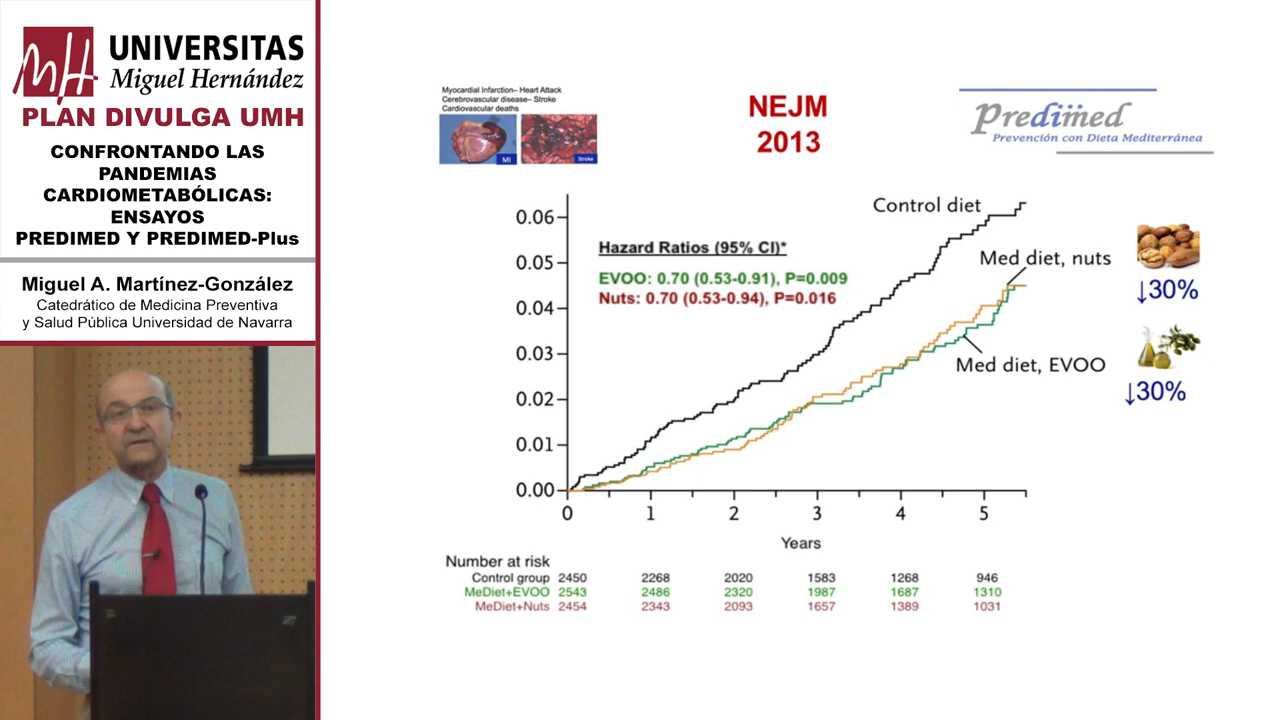 UNIVERSITAS
Miguel Hernández
PLAN DIVULGA UMH
CONFRONTANDO LAS
PANDEMIAS
CARDIOMETABÓLICAS:
ENSAYOS
PREDIMED Y PREDIMED-Plus
Miguel A. Martínez-González
Catedrático de Medicina Preventiva
y Salud Pública Universidad de Navarra
Myocardial Infarction– Heart Attack
Cerebrovascular disease– Stroke
Cardiovascular deaths
MI
Stroke
NEJM
2013
Predimed
Prevención con Dieta Mediterránea
Control diet
Hazard Ratios (95% CI)*
EVOO: 0.70 (0.53-0.91), P=0.009
Nuts: 0.70 (0.53-0.94), P=0.016
Med diet, nuts
↓30%
Med diet, EVOO
↓30%
0.06
0.05
0.04
0.03
0.02
0.01
0.00
0 1 2 3 4 5
Years
Number at risk
Control group 2450 2268 2020 1583 1268 946
MeDiet+EVOO 2543 2486 2320 1987 1687 1310
MeDiet+Nuts 2454 2343 2093 1657 1389 1031